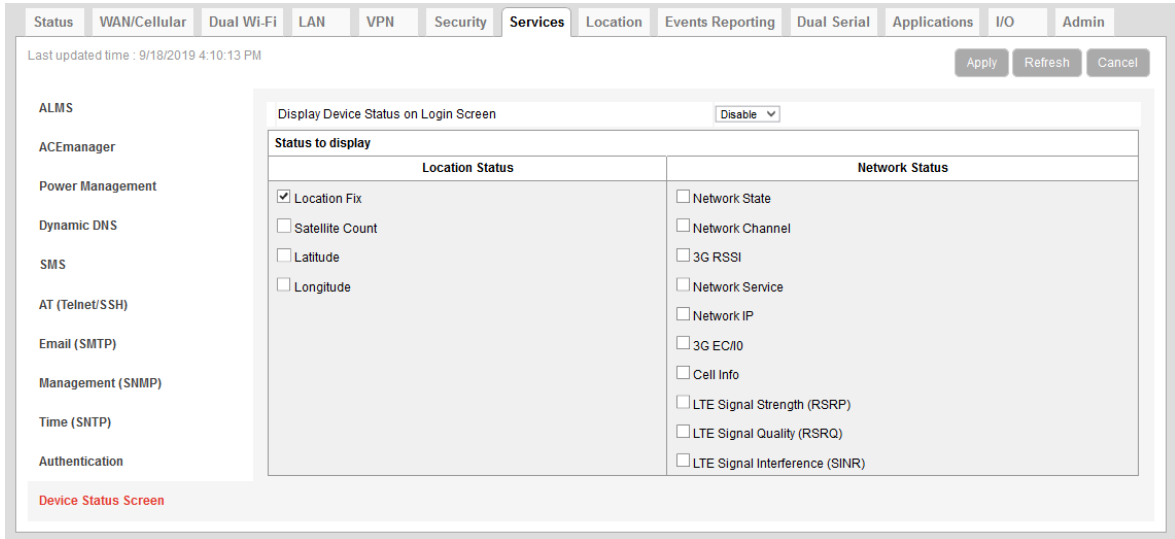 Status WAN/Cellular Dual Wi-Fi LAN VPN Security Services Location Events Reporting Dual Serial Applications I/O Admin
Last updated time : 9/18/2019 4:10:13 PM
Apply Refresh Cancel
ALMS
ACEmanager
Power Management
Dynamic DNS
SMS
AT (Telnet/SSH)
Email (SMTP)
Management (SNMP)
Time (SNTP)
Authentication
Device Status Screen
Display Device Status on Login Screen Disable
Status to display
Location Status
Location Fix
Satellite Count
Latitude
Longitude
Network Status
Network State
Network Channel
3G RSSI
Network Service
Network IP
3G EC/I0
Cell Info
LTE Signal Strength (RSRP)
LTE Signal Quality (RSRQ)
LTE Signal Interference (SINR)